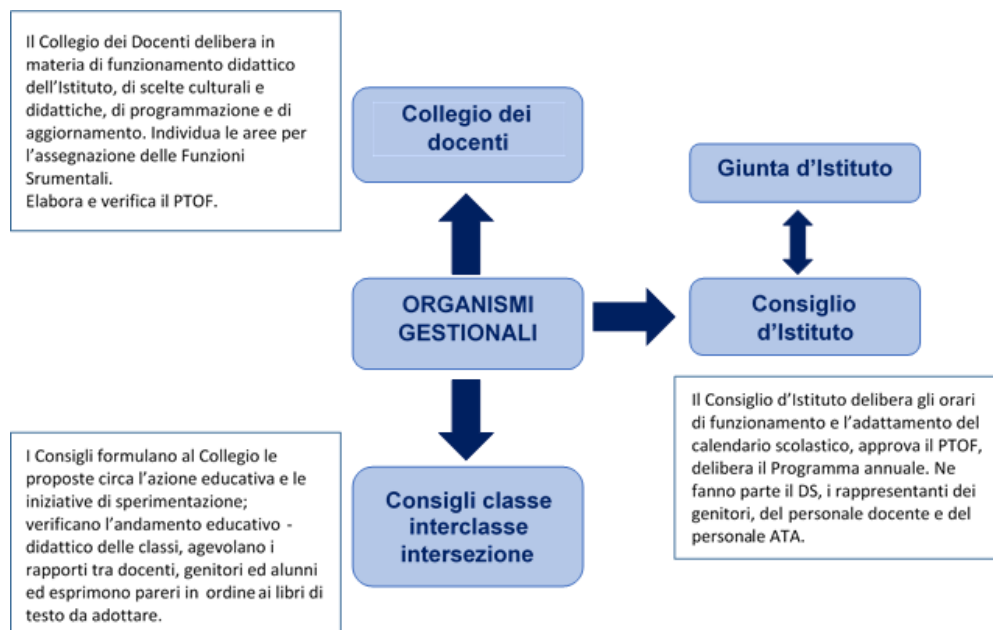 Il Collegio dei Docenti delibera in
materia di funzionamento didattico
dell'Istituto, di scelte culturali e
didattiche, di programmazione e di
aggiornamento. Individua le aree per
l'assegnazione delle Funzioni
Srumentali.
Elabora e verifica il PTOF.
Collegio dei
docenti
Giunta d'Istituto
ORGANISMI
GESTIONALI
Consiglio
d'Istituto
Il Consiglio d'Istituto delibera gli orari
di funzionamento e l'adattamento del
calendario scolastico, approva il PTOF,
delibera il Programma annuale. Ne
fanno parte il DS, i rappresentanti dei
genitori, del personale docente e del
personale ATA.
I Consigli formulano al Collegio le
proposte circa l'azione educativa e le
iniziative di sperimentazione;
verificano l'andamento educativo -
didattico delle classi, agevolano i
rapporti tra docenti, genitori ed alunni
ed esprimono pareri in ordine ai libri di
testo da adottare.
Consigli classe
interclasse
intersezione